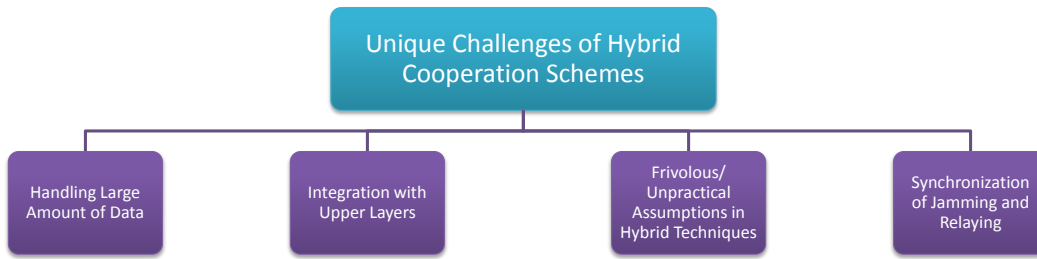 Unique Challenges of Hybrid
Cooperation Schemes
Handling Large
Amount of Data
Integration with
Upper Layers
Frivolous/
Unpractical
Assumptions in
Hybrid Techniques
Synchronization
of Jamming and
Relaying